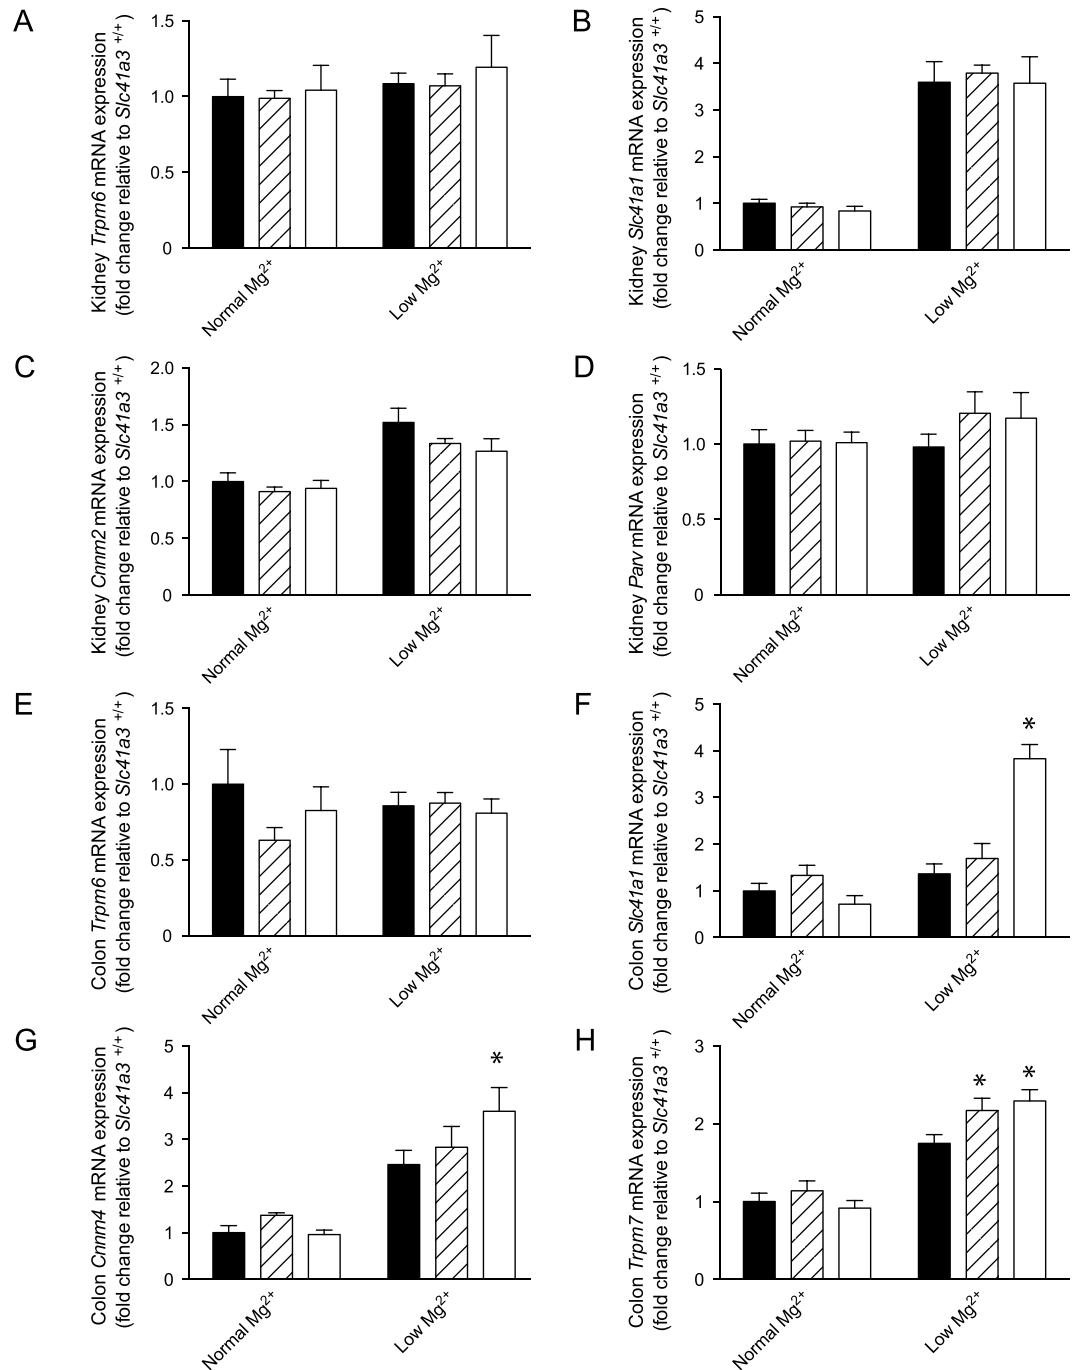 A
Kidney Trpm6 mRNA expression
(fold change relative to Slc41a3 +/+)
1.5
1.0
0.5
0
Normal Mg2+
Low Mg2+
B
Kidney Slc41a1 mRNA expression
(fold change relative to Slc41a3 +/+)
5
4
3
2
1
0
Normal Mg2+
Low Mg2+
C
Kidney Cnnm2 mRNA expression
(fold change relative to Slc41a3 +/+)
2.0
1.5
1.0
0.5
0
Normal Mg2+
Low Mg2+
D
Kidney Parv mRNA expression
(fold change relative to Slc41a3 +/+)
1.5
1.0
0.5
0
Normal Mg2+
Low Mg2+
E
Colon Trpm6 mRNA expression
(fold change relative to Slc41a3 +/+)
1.5
1.0
0.5
0
Normal Mg2+
Low Mg2+
F
Colon Slc41a1 mRNA expression
(fold change relative to Slc41a3 +/+)
5
4
3
2
1
0
*
Normal Mg2+
Low Mg2+
G
Colon Cnnm4 mRNA expression
(fold change relative to Slc41a3 +/+)
5
4
3
2
1
0
*
Normal Mg2+
Low Mg2+
H
Colon Trpm7 mRNA expression
(fold change relative to Slc41a3 +/+)
3
2
1
0
* *
Normal Mg2+
Low Mg2+